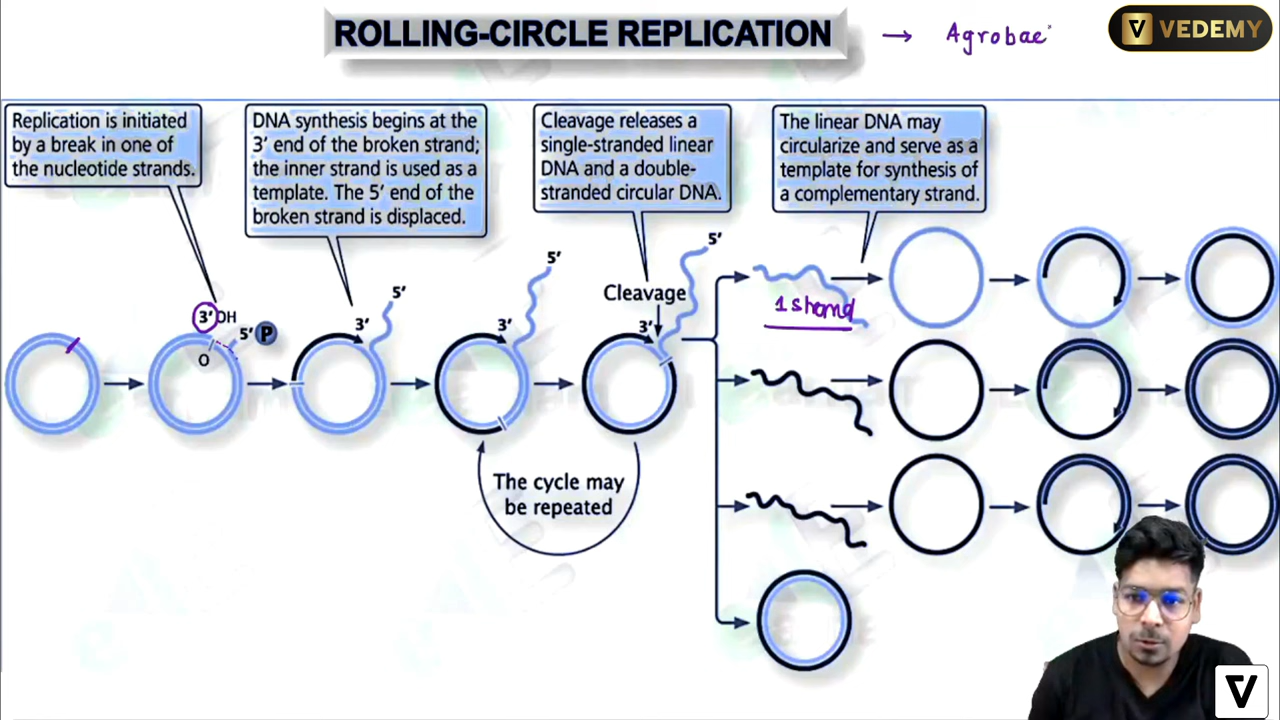 ROLLING-CIRCLE REPLICATION
→ Agrobae
VEDEMY
Replication is initiated
by a break in one of
the nucleotide strands.
DNA synthesis begins at the
3’ end of the broken strand;
the inner strand is used as a
template. The 5’ end of the
broken strand is displaced.
Cleavage releases a
single-stranded linear
DNA and a double-
stranded circular DNA.
The linear DNA may
circularize and serve as a
template for synthesis of
a complementary strand.
3’OH
5’ P
O
3’
5’
3’
5’
Cleavage
3’
5’
1 strand
The cycle may
be repeated